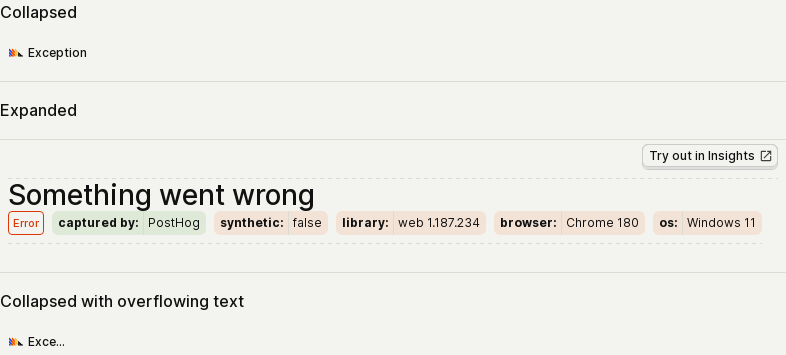 Collapsed
Exception
Expanded
Try out in Insights
Something went wrong
Error captured by: PostHog synthetic: false library: web 1.187.234 browser: Chrome 180 os: Windows 11
Collapsed with overflowing text
Exce...